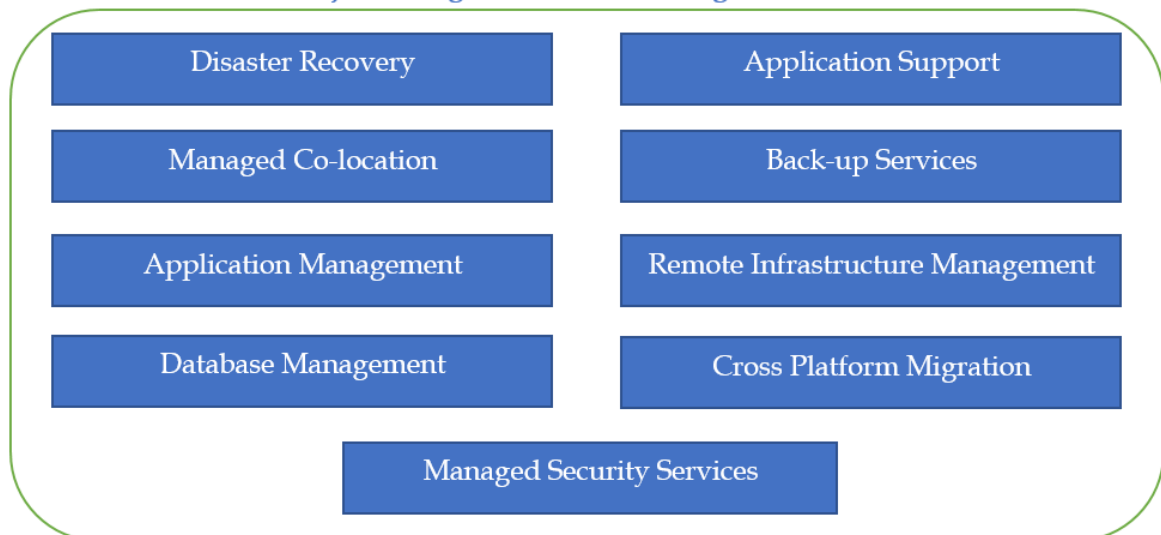 Disaster Recovery
Application Support
Managed Co-location
Back-up Services
Application Management
Remote Infrastructure Management
Database Management
Cross Platform Migration
Managed Security Services